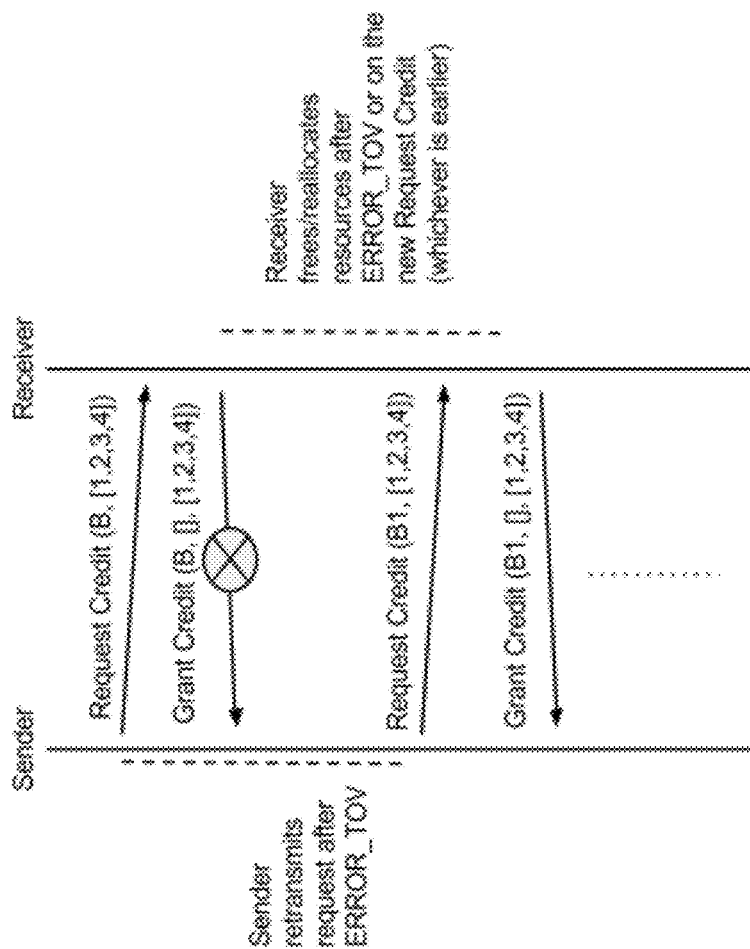 Sender
Receiver
Request Credit (B, [1,2,3,4])
Grant Credit (B, [], [1,2,3,4])
Sender
retransmits
request after
ERROR_TOV
Receiver
frees/reallocates
resources after
ERROR_TOV or on the
new Request Credit
(whichever is earlier)
Request Credit (B1, [1,2,3,4])
Grant Credit (B1, [], [1,2,3,4])